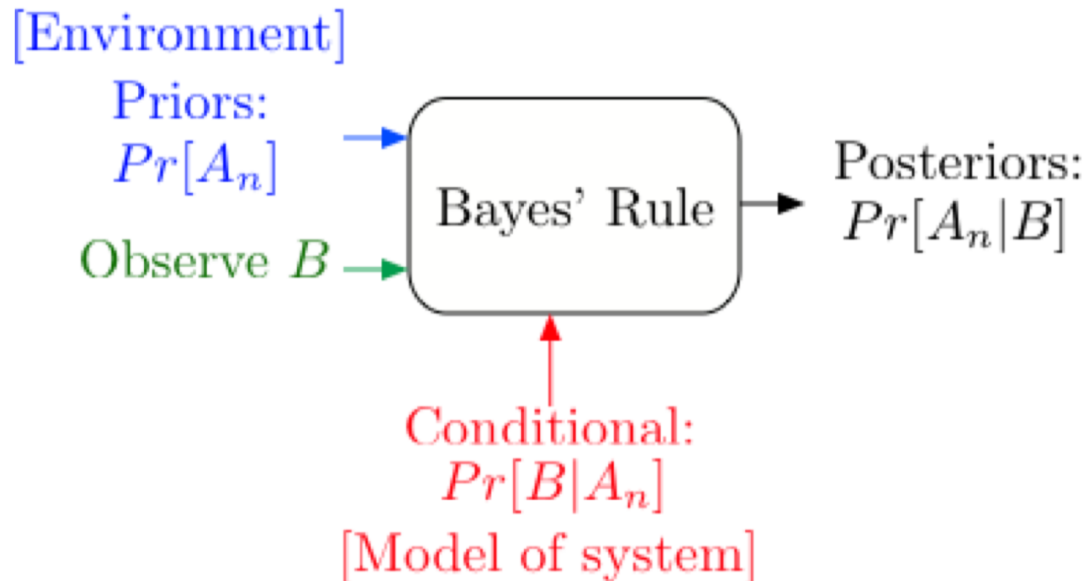 [Environment]
Priors:
Pr[A_n]
Observe B
Bayes' Rule
Posteriors:
Pr[A_n|B]
Conditional:
Pr[B|A_n]
[Model of system]